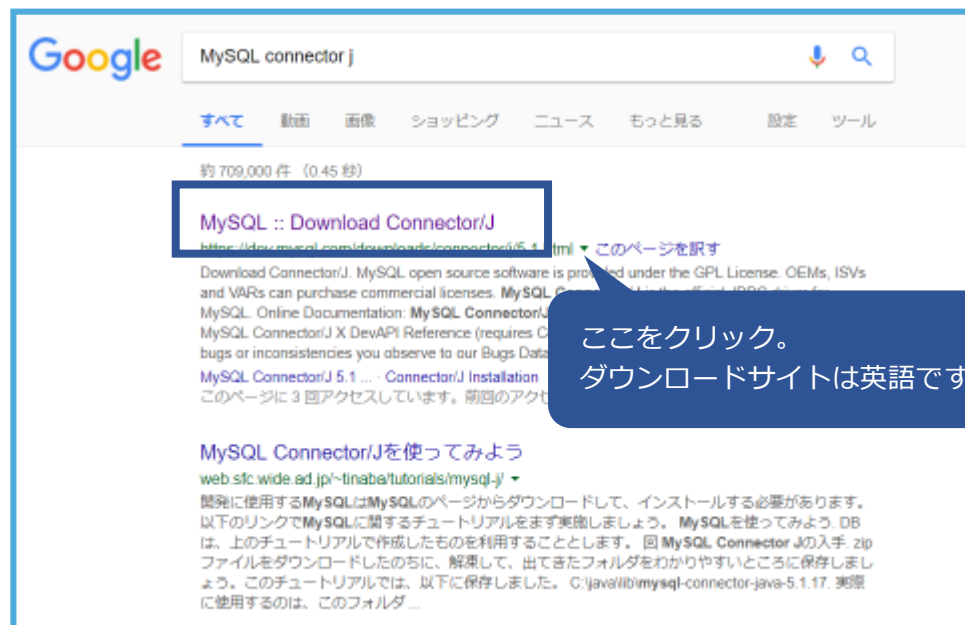 Google
MySQL connector j
すべて 動画 画像 ショッピング ニュース もっと見る 設定 ツール
約 709,000 件 （0.45 秒）
MySQL :: Download Connector/J
https://dev.mysql.com/downloads/connector/j/5.1.html ▼ このページを訳す
Download Connector/J. MySQL open source software is provided under the GPL License. OEMs, ISVs
and VARs can purchase commercial licenses. MySQL
MySQL. Online Documentation: MySQL Connector/J
MySQL Connector/J X DevAPI Reference (requires
bugs or inconsistencies you observe to our Bugs
MySQL Connector/J 5.1 ... · Connector/J Installation
このページに 3 回アクセスしています。前回の
ここをクリック。
ダウンロードサイトは英語です
MySQL Connector/Jを使ってみよう
web.sfc.wide.ad.jp/~tinaba/tutorials/mysql-j/ ▼
開発に使用するMySQLはMySQLのページからダウンロードして、インストールする必要があります。
以下のリンクでMySQLに関するチュートリアルをまず実施しましょう。 MySQLを使ってみよう. DB
は、上のチュートリアルで作成したものを利用することとします。 回 MySQL Connector Jの入手. zip
ファイルをダウンロードしたのちに、解凍して、出てきたフォルダをわかりやすいところに保存しまし
ょう。このチュートリアルでは、以下に保存しました。 C:\java\lib\mysql-connector-java-5.1.17. 実際
に使用するのは、このフォルダ ...